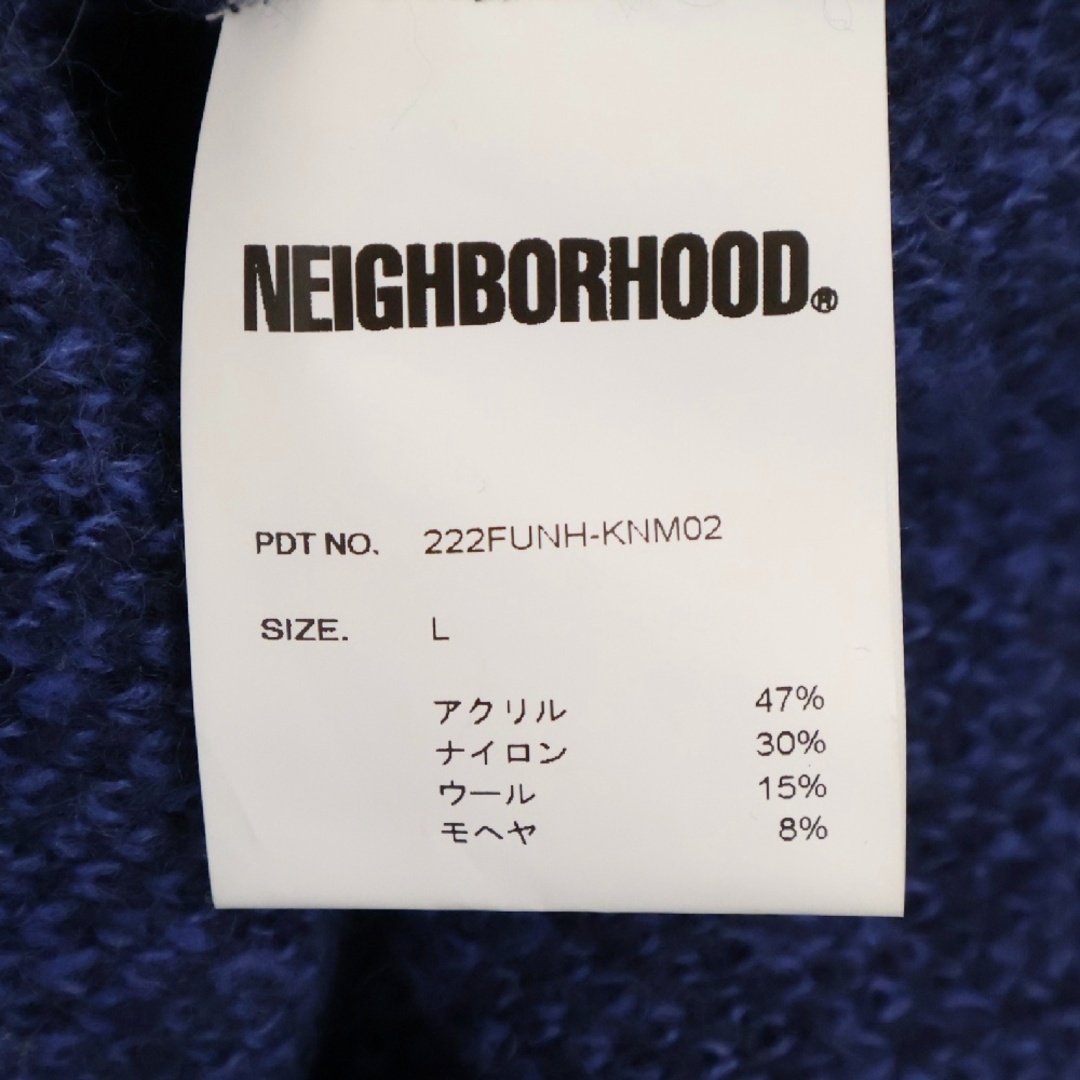 NEIGHBORHOOD®
PDT NO. 222FUNH-KNM02
SIZE. L
アクリル 47%
ナイロン 30%
ウール 15%
モヘヤ 8%